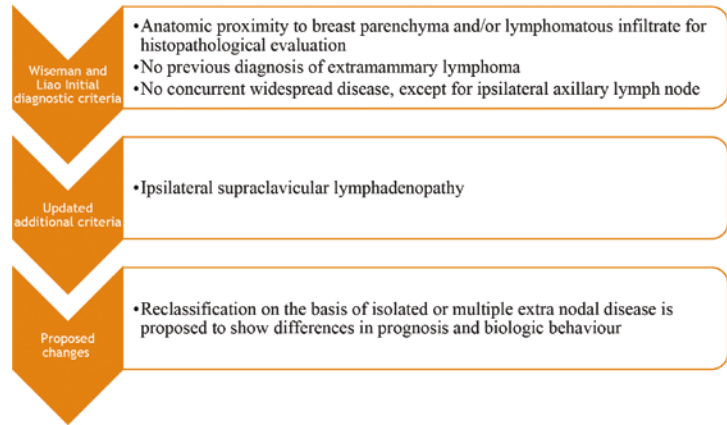 Wiseman and
Liao Initial
diagnostic criteria
•Anatomic proximity to breast parenchyma and/or lymphomatous infiltrate for
histopathological evaluation
•No previous diagnosis of extramammary lymphoma
•No concurrent widespread disease, except for ipsilateral axillary lymph node
Updated
additional criteria
•Ipsilateral supraclavicular lymphadenopathy
Proposed
changes
•Reclassification on the basis of isolated or multiple extra nodal disease is
proposed to show differences in prognosis and biologic behaviour